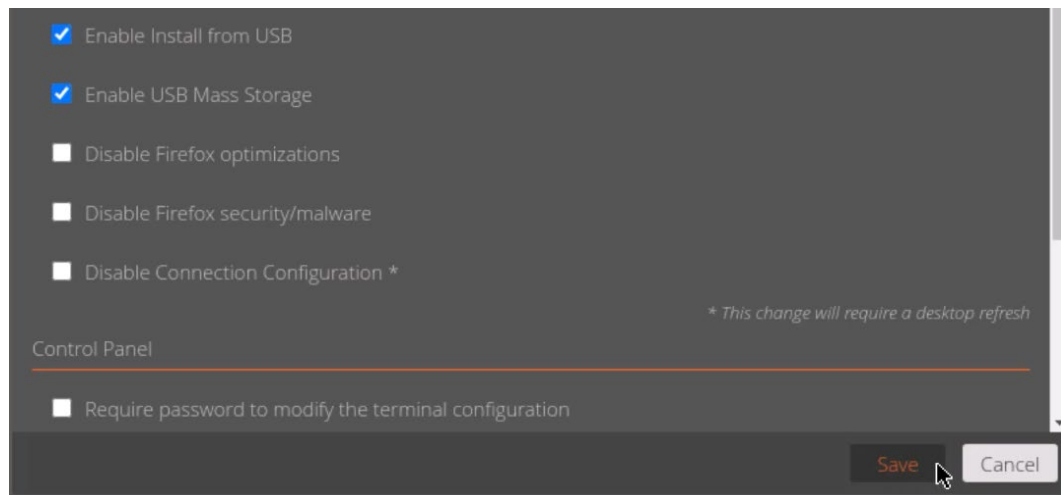 Enable Install from USB
Enable USB Mass Storage
Disable Firefox optimizations
Disable Firefox security/malware
Disable Connection Configuration *
* This change will require a desktop refresh
Control Panel
Require password to modify the terminal configuration
Save
Cancel